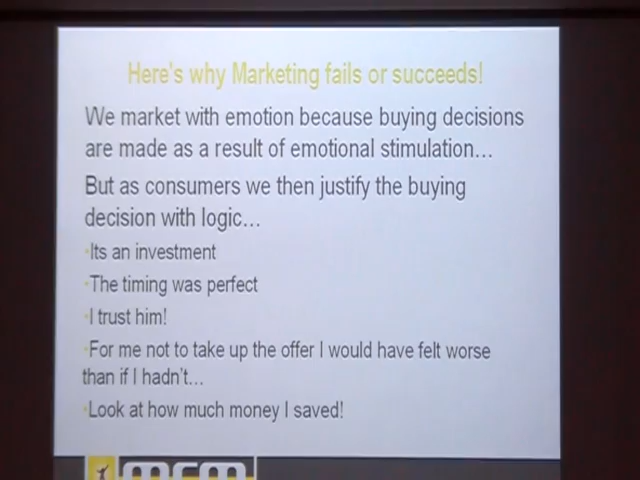 Here's why Marketing fails or succeeds!
We market with emotion because buying decisions
are made as a result of emotional stimulation...
But as consumers we then justify the buying
decision with logic...
•Its an investment
•The timing was perfect
•I trust him!
•For me not to take up the offer I would have felt worse
than if I hadn't...
•Look at how much money I saved!
mcm